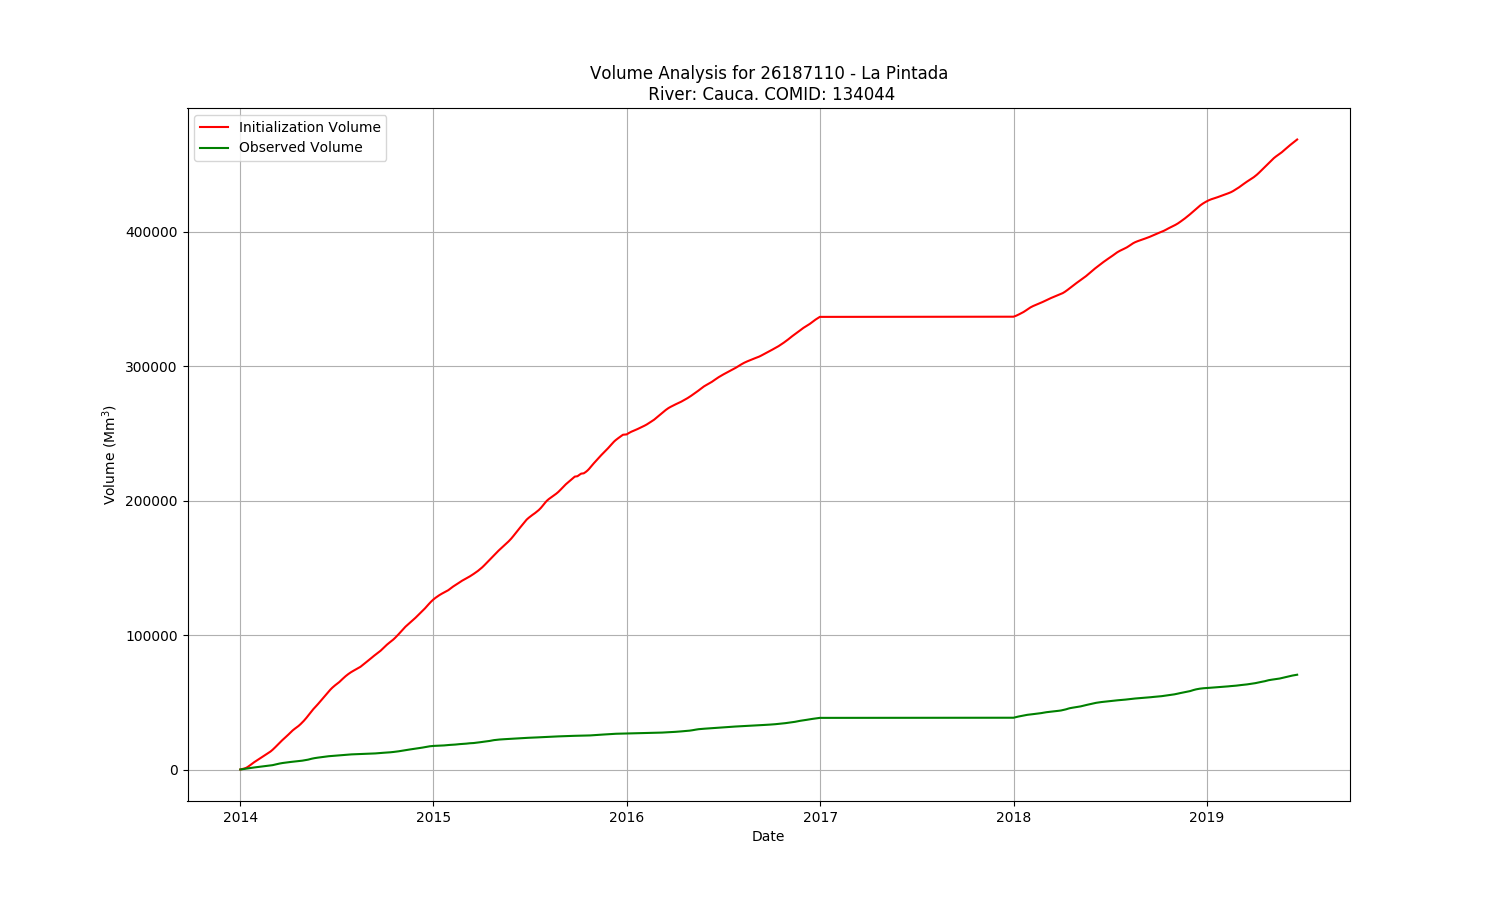 Volume Analysis for 26187110 - La Pintada
River: Cauca. COMID: 134044
Initialization Volume
Observed Volume
Volume (Mm³)
400000
300000
200000
100000
0
2014 2015 2016 2017 2018 2019
Date